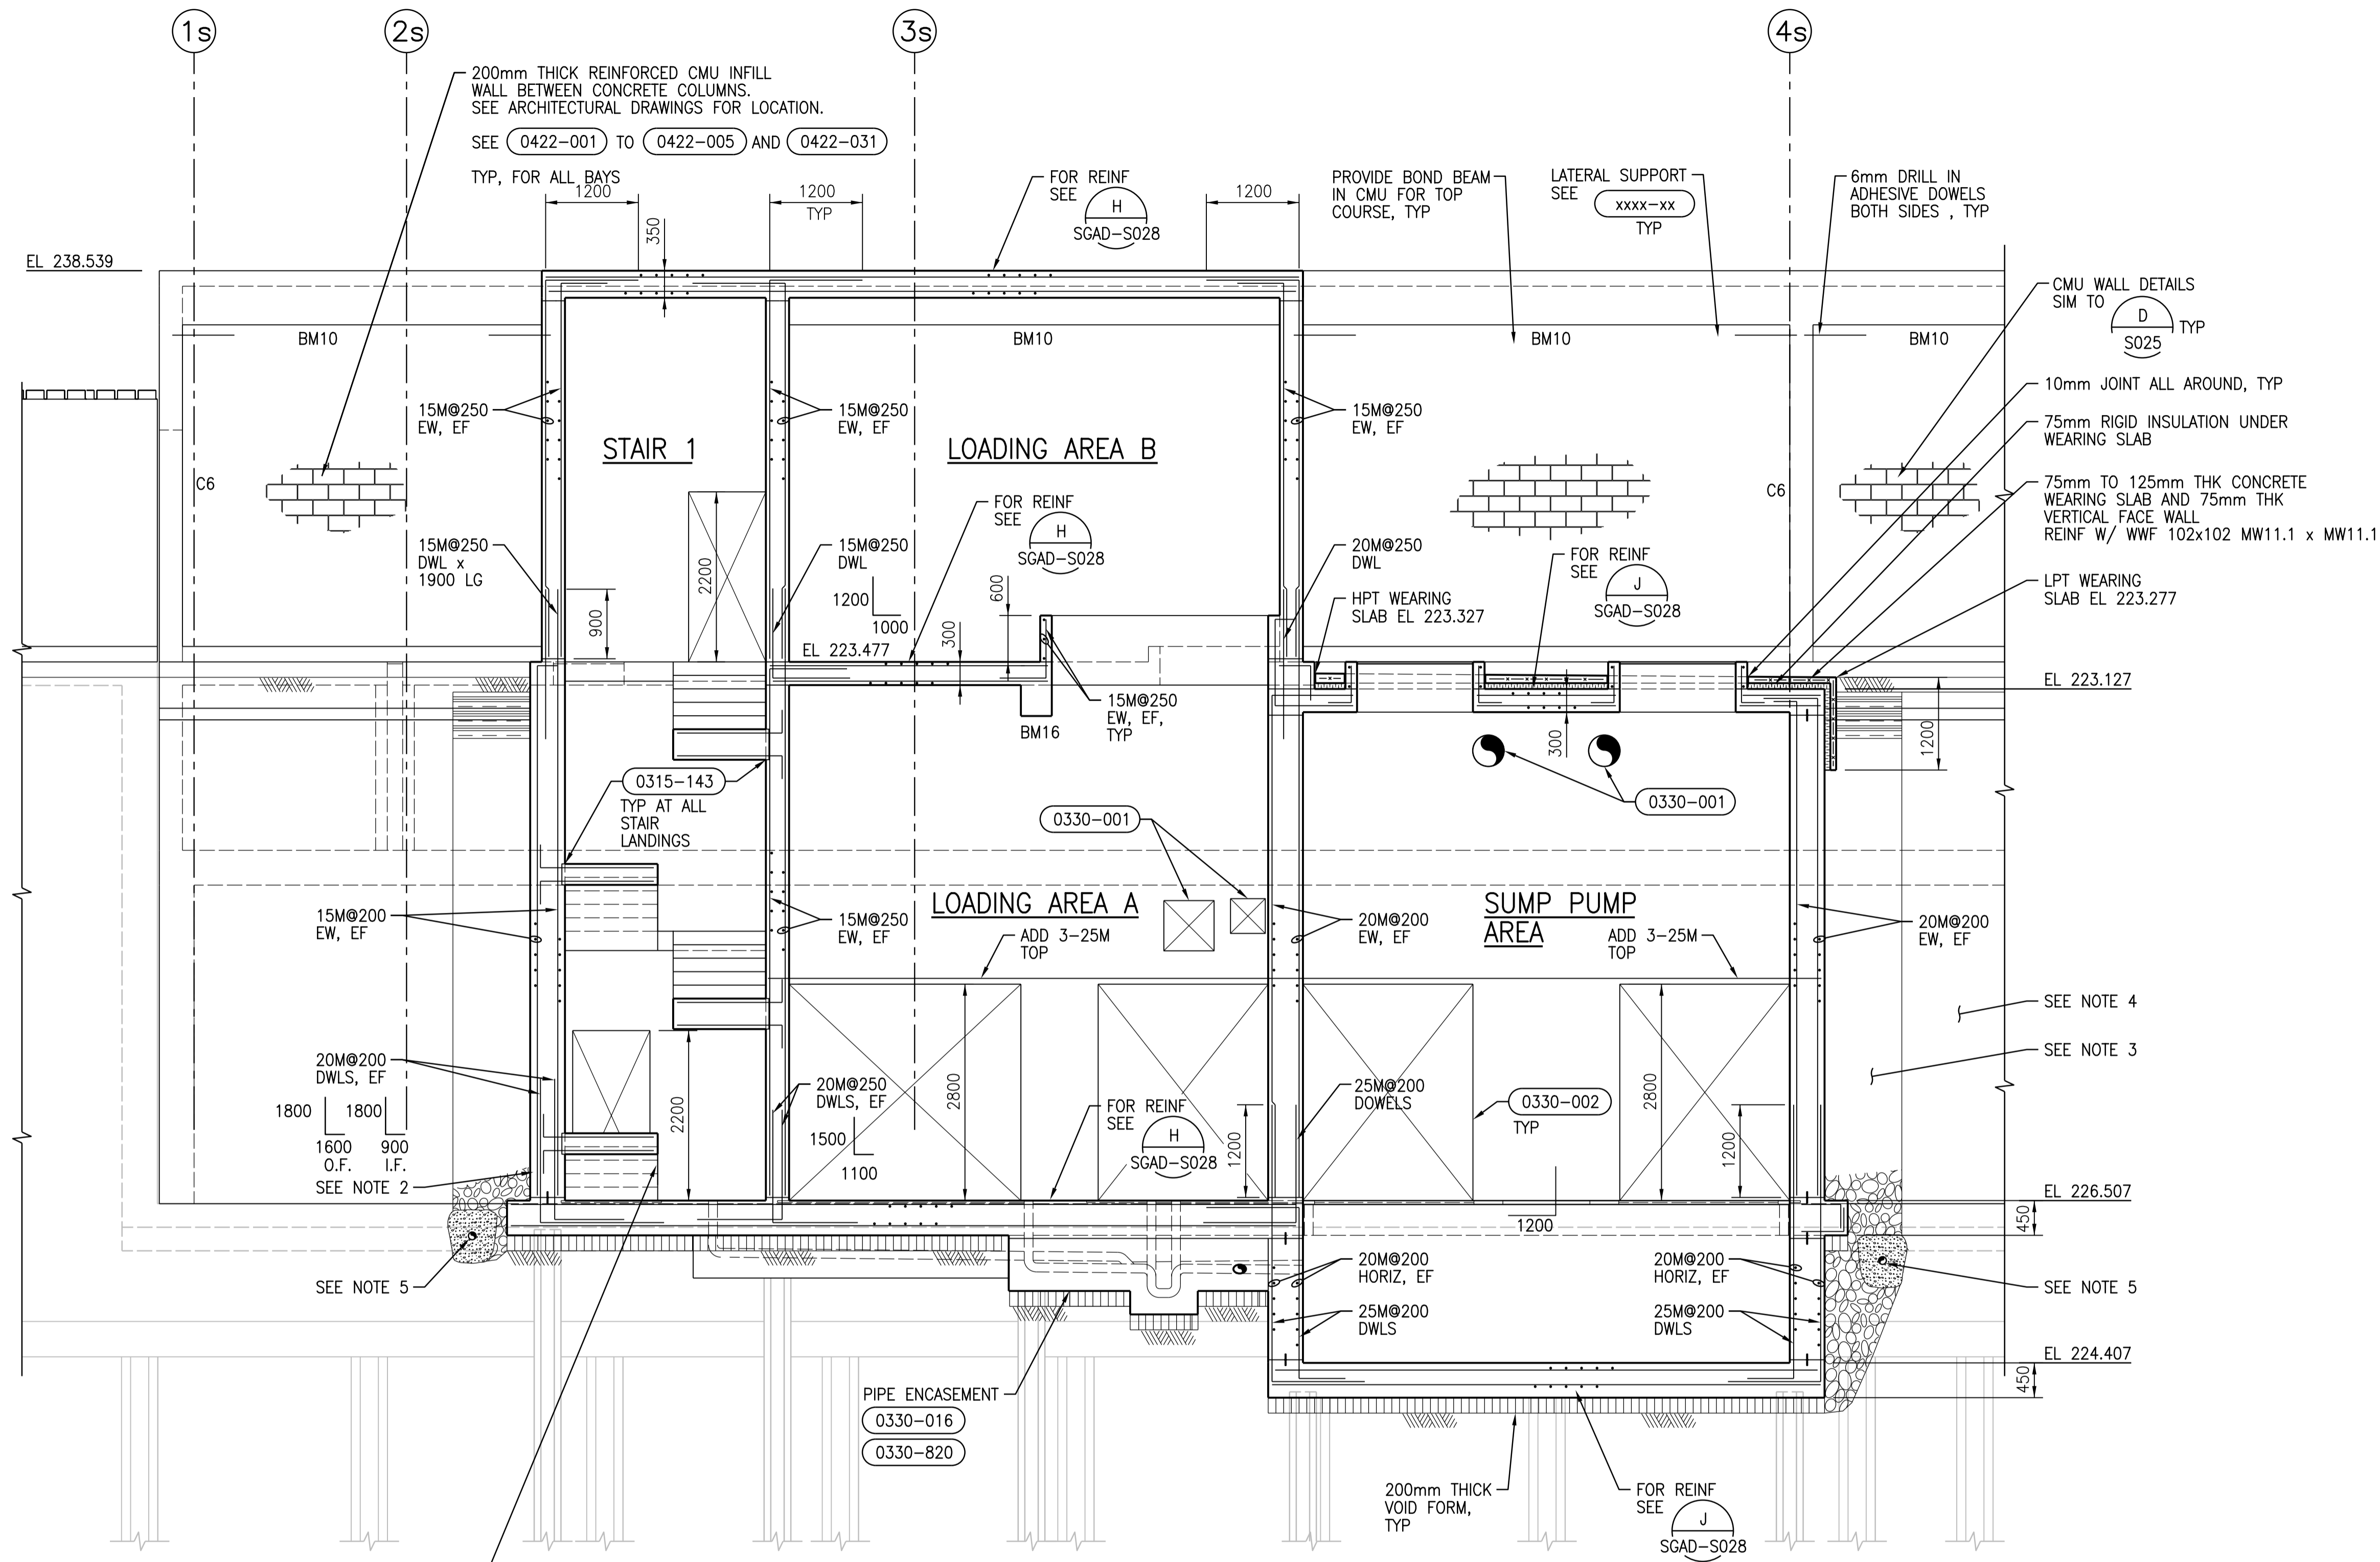 1s
2s
3s
4s
200mm THICK REINFORCED CMU INFILL
WALL BETWEEN CONCRETE COLUMNS.
SEE ARCHITECTURAL DRAWINGS FOR LOCATION.
SEE 0422-001 TO 0422-005 AND 0422-031
TYP, FOR ALL BAYS
1200
1200
TYP
350
FOR REINF
SEE
H
SGAD-S028
1200
PROVIDE BOND BEAM
IN CMU FOR TOP
COURSE, TYP
LATERAL SUPPORT
SEE
xxxx-xx
TYP
6mm DRILL IN
ADHESIVE DOWELS
BOTH SIDES , TYP
EL 238.539
CMU WALL DETAILS
SIM TO
D
S025
TYP
BM10
BM10
BM10
BM10
10mm JOINT ALL AROUND, TYP
75mm RIGID INSULATION UNDER
WEARING SLAB
75mm TO 125mm THK CONCRETE
WEARING SLAB AND 75mm THK
VERTICAL FACE WALL
REINF W/ WWF 102x102 MW11.1 x MW11.1
LPT WEARING
SLAB EL 223.277
15M@250
EW, EF
15M@250
EW, EF
15M@250
EW, EF
STAIR 1
LOADING AREA B
C6
C6
15M@250
DWL x
1900 LG
2200
15M@250
DWL
1200
1000
FOR REINF
SEE
H
SGAD-S028
600
20M@250
DWL
HPT WEARING
SLAB EL 223.327
FOR REINF
SEE
J
SGAD-S028
900
EL 223.477
300
15M@250
EW, EF,
TYP
BM16
300
EL 223.127
1200
0315-143
TYP AT ALL
STAIR
LANDINGS
0330-001
0330-001
15M@200
EW, EF
15M@250
EW, EF
LOADING AREA A
ADD 3-25M
TOP
20M@200
EW, EF
SUMP PUMP
AREA
ADD 3-25M
TOP
20M@200
EW, EF
SEE NOTE 4
SEE NOTE 3
20M@200
DWLS, EF
1800
1600
O.F.
1800
900
I.F.
SEE NOTE 2
2200
20M@250
DWLS, EF
1500
1100
2800
FOR REINF
SEE
H
SGAD-S028
1200
25M@200
DOWELS
0330-002
TYP
2800
1200
1200
EL 226.507
450
SEE NOTE 5
20M@200
HORIZ, EF
20M@200
HORIZ, EF
SEE NOTE 5
25M@200
DWLS
25M@200
DWLS
EL 224.407
450
PIPE ENCASEMENT
0330-016
0330-820
200mm THICK
VOID FORM,
TYP
FOR REINF
SEE
J
SGAD-S028